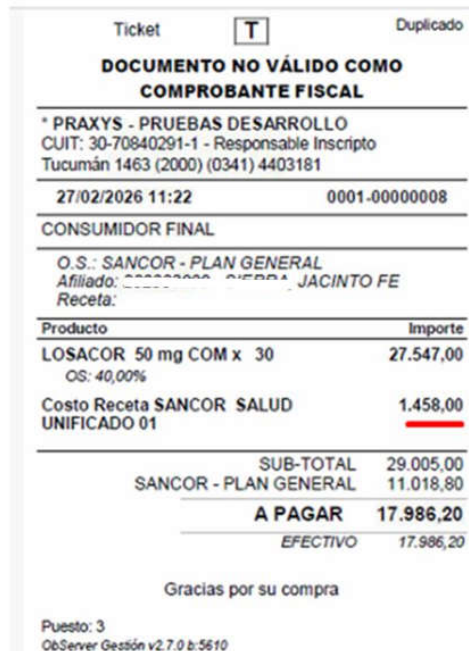 Ticket T Duplicado
DOCUMENTO NO VÁLIDO COMO
COMPROBANTE FISCAL
* PRAXYS - PRUEBAS DESARROLLO
CUIT: 30-70840291-1 - Responsable Inscripto
Tucumán 1463 (2000) (0341) 4403181
27/02/2026 11:22 0001-00000008
CONSUMIDOR FINAL
O.S.: SANCOR - PLAN GENERAL
Afiliado: JACINTO FE
Receta:
Producto Importe
LOSACOR 50 mg COM x 30 27.547,00
OS: 40,00%
Costo Receta SANCOR SALUD 1.458,00
UNIFICADO 01
SUB-TOTAL 29.005,00
SANCOR - PLAN GENERAL 11.018,80
A PAGAR 17.986,20
EFECTIVO 17.986,20
Gracias por su compra
Puesto: 3
ObServer Gestión v2.7.0 b:5610